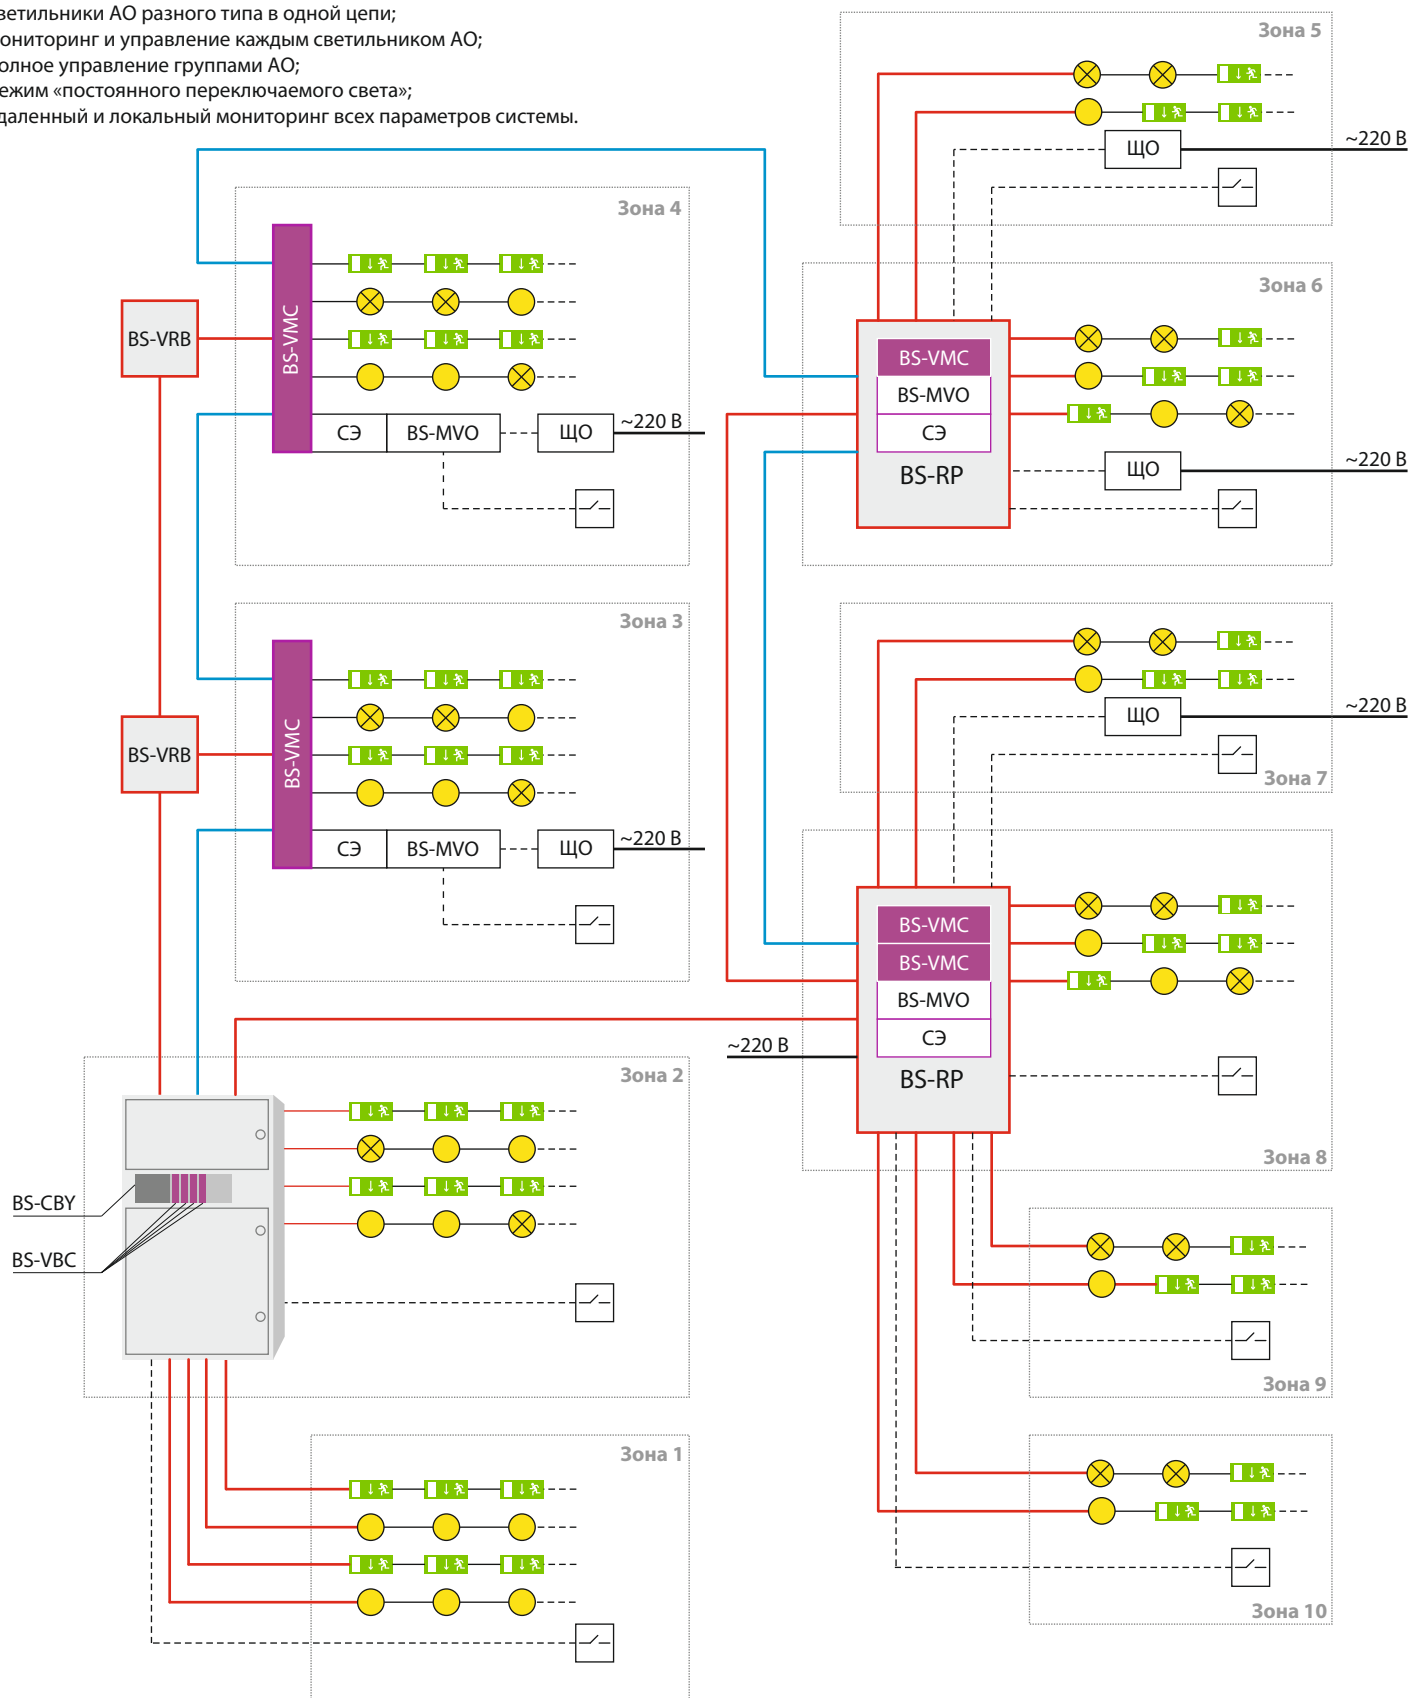 ветильники АО разного типа в одной цепи;
ониторинг и управление каждым светильником АО;
олное управление группами АО;
ежим «постоянного переключаемого света»;
даленный и локальный мониторинг всех параметров системы.
Зона 5
ЩО
~220 В
Зона 4
BS-VMC
BS-VRB
СЭ
BS-MVO
ЩО
~220 В
Зона 6
BS-VMC
BS-MVO
СЭ
BS-RP
ЩО
~220 В
Зона 3
BS-VMC
BS-VRB
СЭ
BS-MVO
ЩО
~220 В
ЩО
~220 В
Зона 7
BS-VMC
BS-VMC
BS-MVO
СЭ
BS-RP
~220 В
Зона 8
Зона 2
BS-CBY
BS-VBC
Зона 9
Зона 1
Зона 10